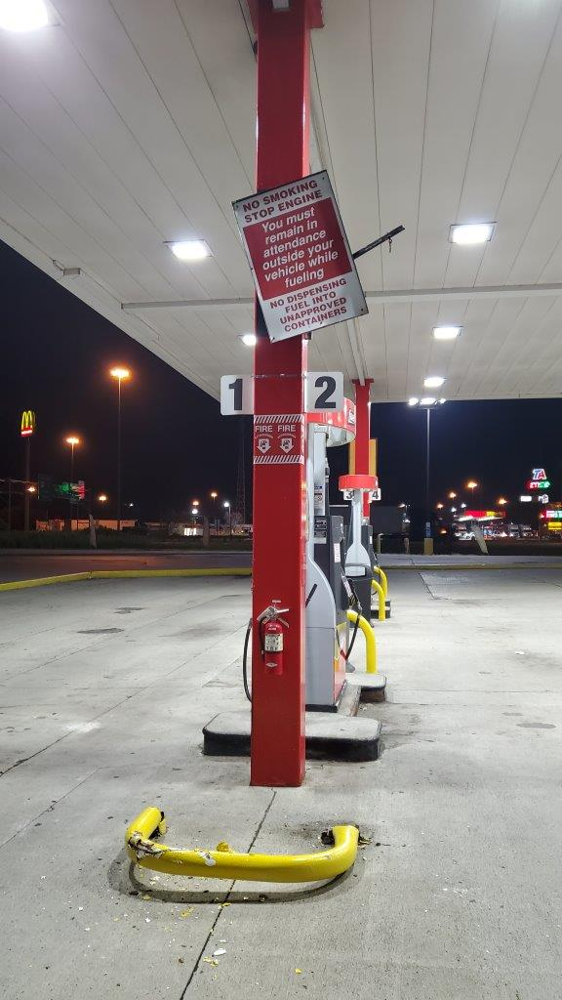 NO SMOKING
STOP ENGINE
You must
remain in
attendance
outside your
vehicle while
fueling
NO DISPENSING
FUEL INTO
UNAPPROVED
CONTAINERS
1 2
FIRE FIRE
3 4
TA